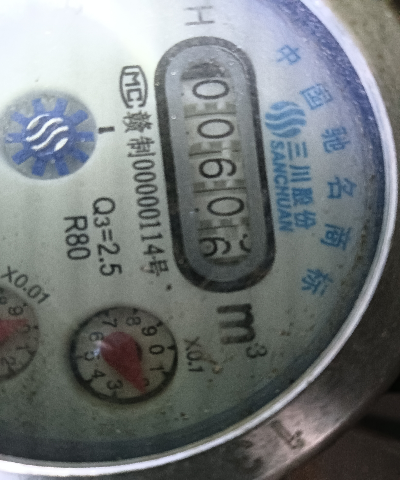 中国驰名商标
三川股份
SANCHUAN
00606 m³
MC 赣制00000114号
Q3=2.5
R80
X0.1
X0.01